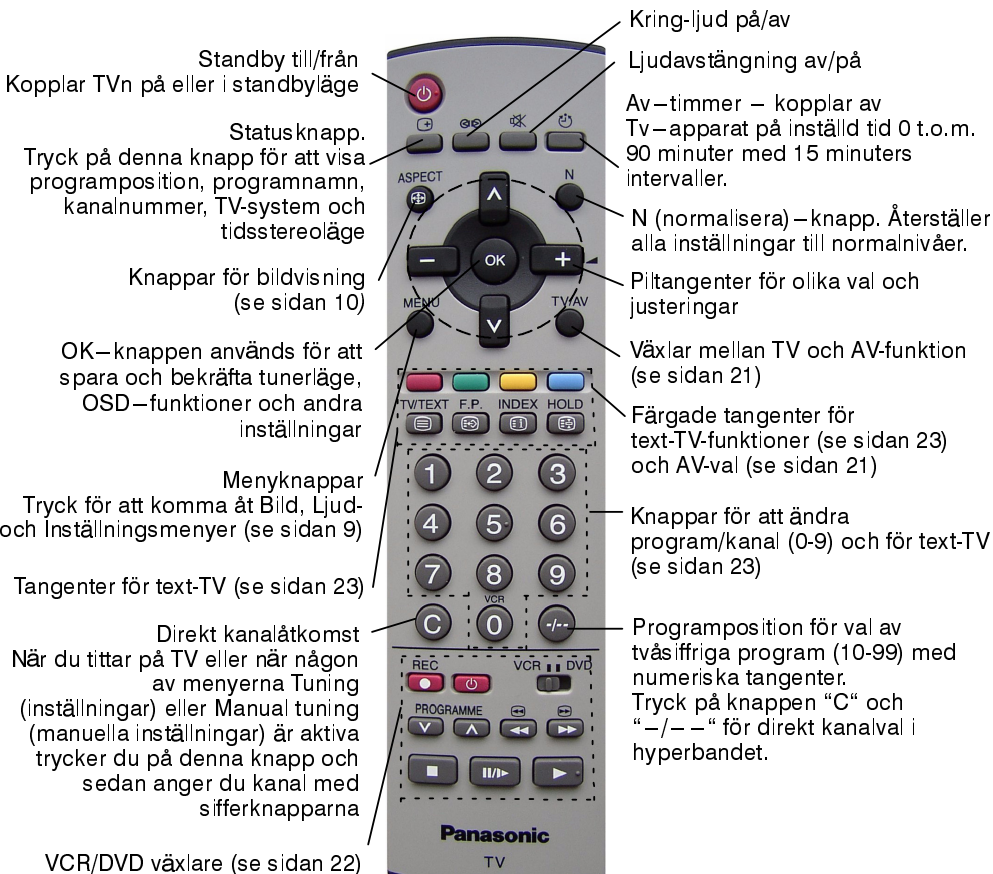 Kring-ljud på/av
Standby till/från
Kopplar TVn på eller i standbyläge
Ljudavstängning av/på
Statusknapp.
Tryck på denna knapp för att visa
programposition, programnamn,
kanalnummer, TV-system och
tidsstereoläge
Av–timmer – kopplar av
Tv–apparat på inställd tid 0 t.o.m.
90 minuter med 15 minuters
intervaller.
N (normalisera)–knapp. Återställer
alla inställningar till normalnivåer.
Knappar för bildvisning
(se sidan 10)
Piltangenter för olika val och
justeringar
OK–knappen används för att
spara och bekräfta tunerläge,
OSD–funktioner och andra
inställningar
Växlar mellan TV och AV-funktion
(se sidan 21)
Färgade tangenter för
text-TV-funktioner (se sidan 23)
och AV-val (se sidan 21)
Menyknappar
Tryck för att komma åt Bild, Ljud-
och Inställningsmenyer (se sidan 9)
Knappar för att ändra
program/kanal (0-9) och för text-TV
(se sidan 23)
Tangenter för text-TV (se sidan 23)
Direkt kanalåtkomst
När du tittar på TV eller när någon
av menyerna Tuning
(inställningar) eller Manual tuning
(manuella inställningar) är aktiva
trycker du på denna knapp och
sedan anger du kanal med
sifferknapparna
Programposition för val av
tvåsiffriga program (10-99) med
numeriska tangenter.
Tryck på knappen “C“ och
“–/– –“ för direkt kanalval i
hyperbandet.
VCR/DVD växlare (se sidan 22)
ASPECT
N
OK
MENU
TV/AV
TV/TEXT F.P. INDEX HOLD
1 2 3
4 5 6
7 8 9
VCR
C 0 -/--
REC
VCR DVD
PROGRAMME
Panasonic
TV